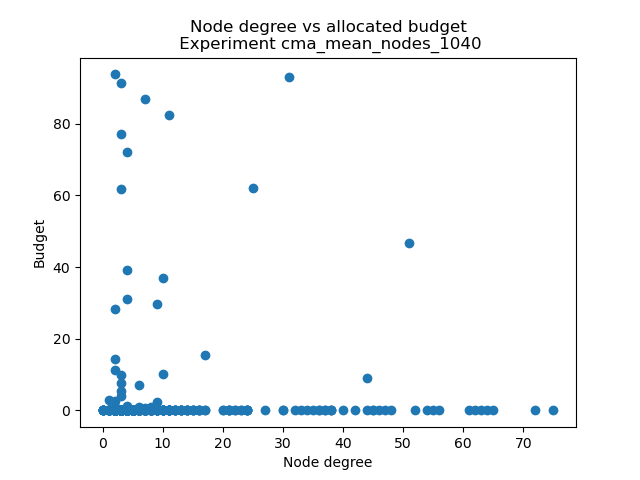 Node degree vs allocated budget
Experiment cma_mean_nodes_1040
80
60
40
20
0
Budget
0 10 20 30 40 50 60 70
Node degree